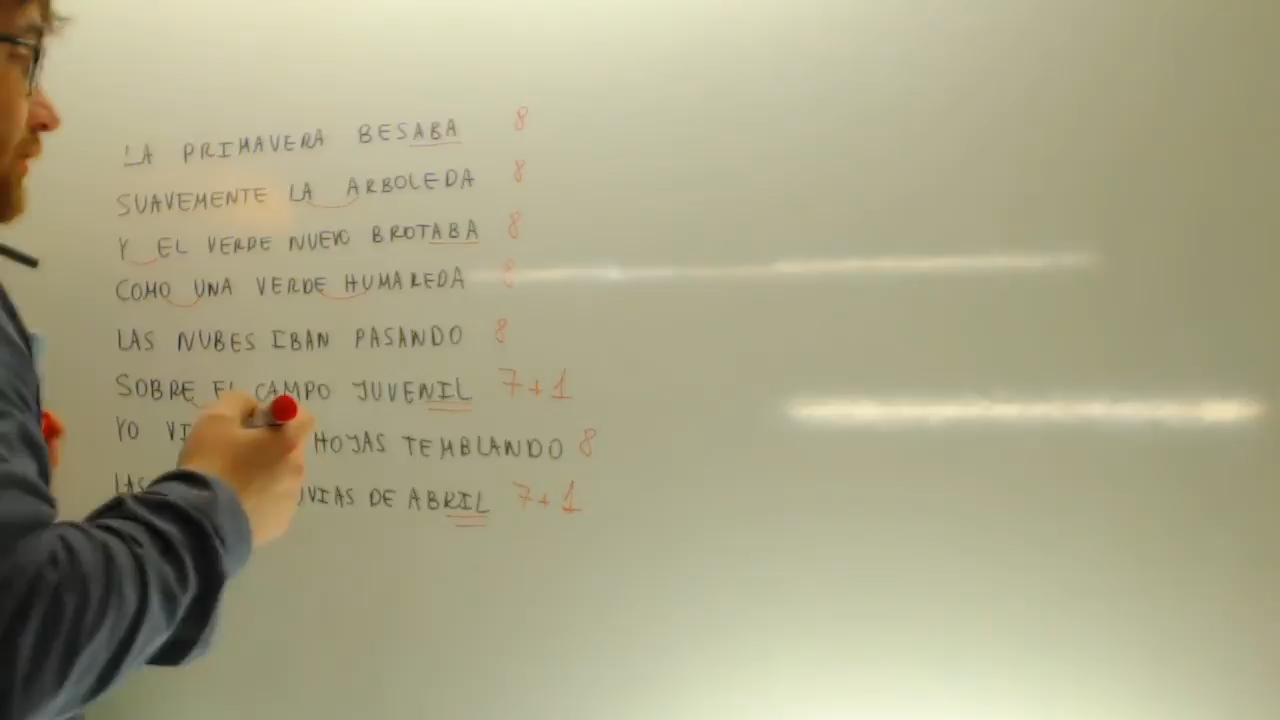 LA PRIMAVERA BESABA 8
SUAVEMENTE LA ARBOLEDA 8
Y EL VERDE NUEVO BROTABA 8
COMO UNA VERDE HUMAREDA 8
LAS NUBES IBAN PASANDO 8
SOBRE EL CAMPO JUVENIL 7+1
YO VI HOJAS TEMBLANDO 8
LAS DE ABRIL 7+1